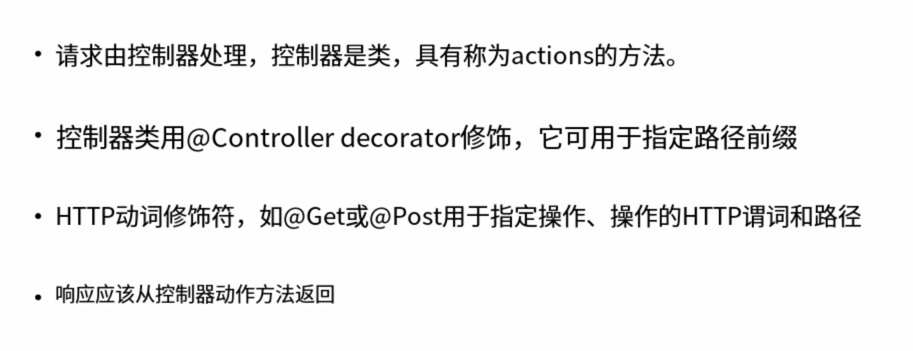 • 请求由控制器处理，控制器是类，具有称为actions的方法。
• 控制器类用@Controller decorator修饰，它可用于指定路径前缀
• HTTP动词修饰符，如@Get或@Post用于指定操作、操作的HTTP谓词和路径
• 响应应该从控制器动作方法返回